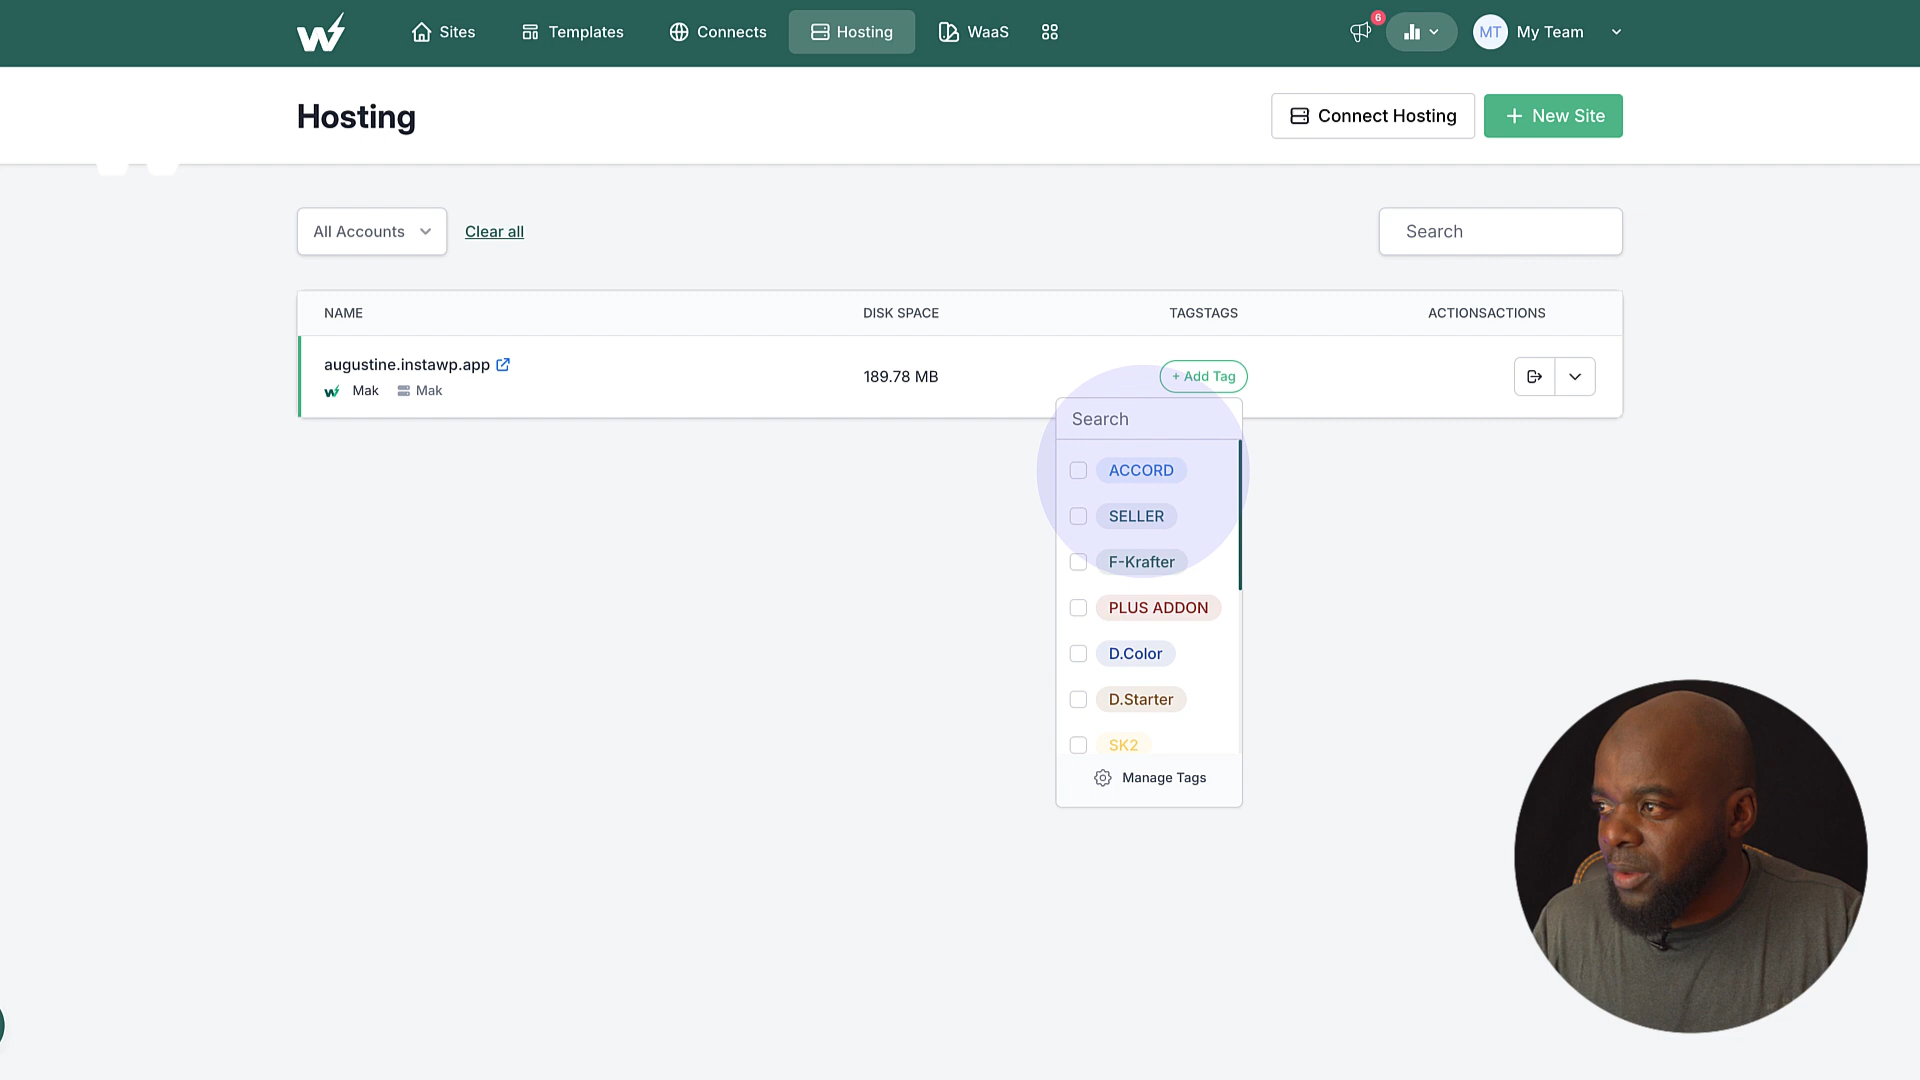 Sites
Templates
Connects
Hosting
WaaS
6
MT
My Team
Hosting
Connect Hosting
+ New Site
All Accounts
Clear all
Search
NAME
DISK SPACE
TAGSTAGS
ACTIONSACTIONS
augustine.instawp.app
189.78 MB
+ Add Tag
Mak
Mak
Search
ACCORD
SELLER
F-Krafter
PLUS ADDON
D.Color
D.Starter
SK2
Manage Tags